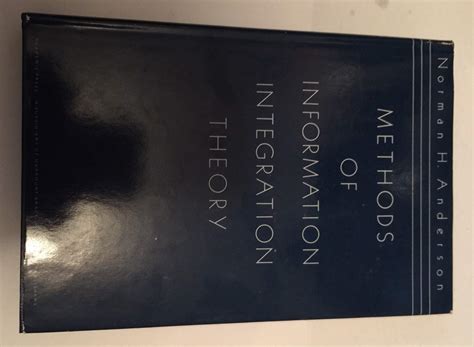 Norman H. Anderson
METHODS
OF
INFORMATION
INTEGRATION
THEORY